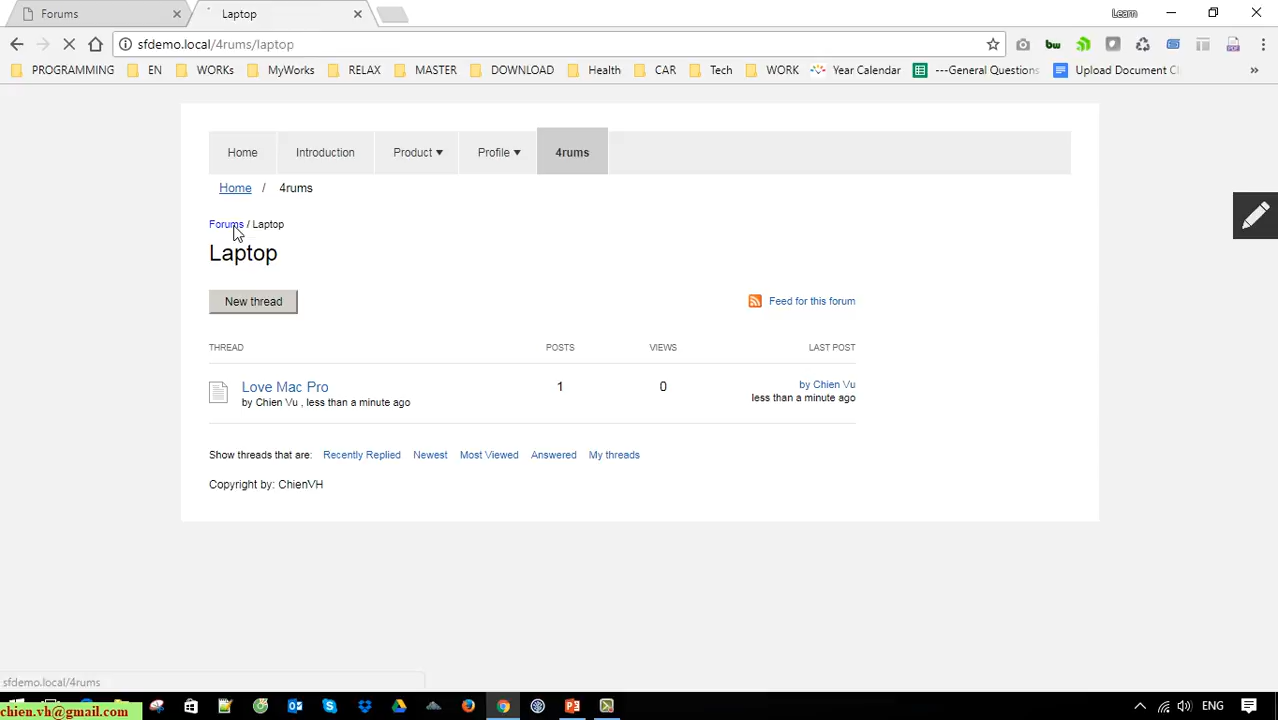 Forums
Laptop
Learn
sfdemo.local/4rums/laptop
PROGRAMMING EN WORKs MyWorks RELAX MASTER DOWNLOAD Health CAR Tech WORK Year Calendar ---General Questions Upload Document Cl
Home Introduction Product Profile 4rums
Home / 4rums
Forums / Laptop
Laptop
New thread
Feed for this forum
THREAD POSTS VIEWS LAST POST
Love Mac Pro 1 0 by Chien Vu
by Chien Vu , less than a minute ago less than a minute ago
Show threads that are: Recently Replied Newest Most Viewed Answered My threads
Copyright by: ChienVH
sfdemo.local/4rums
chien.vh@gmail.com
ENG